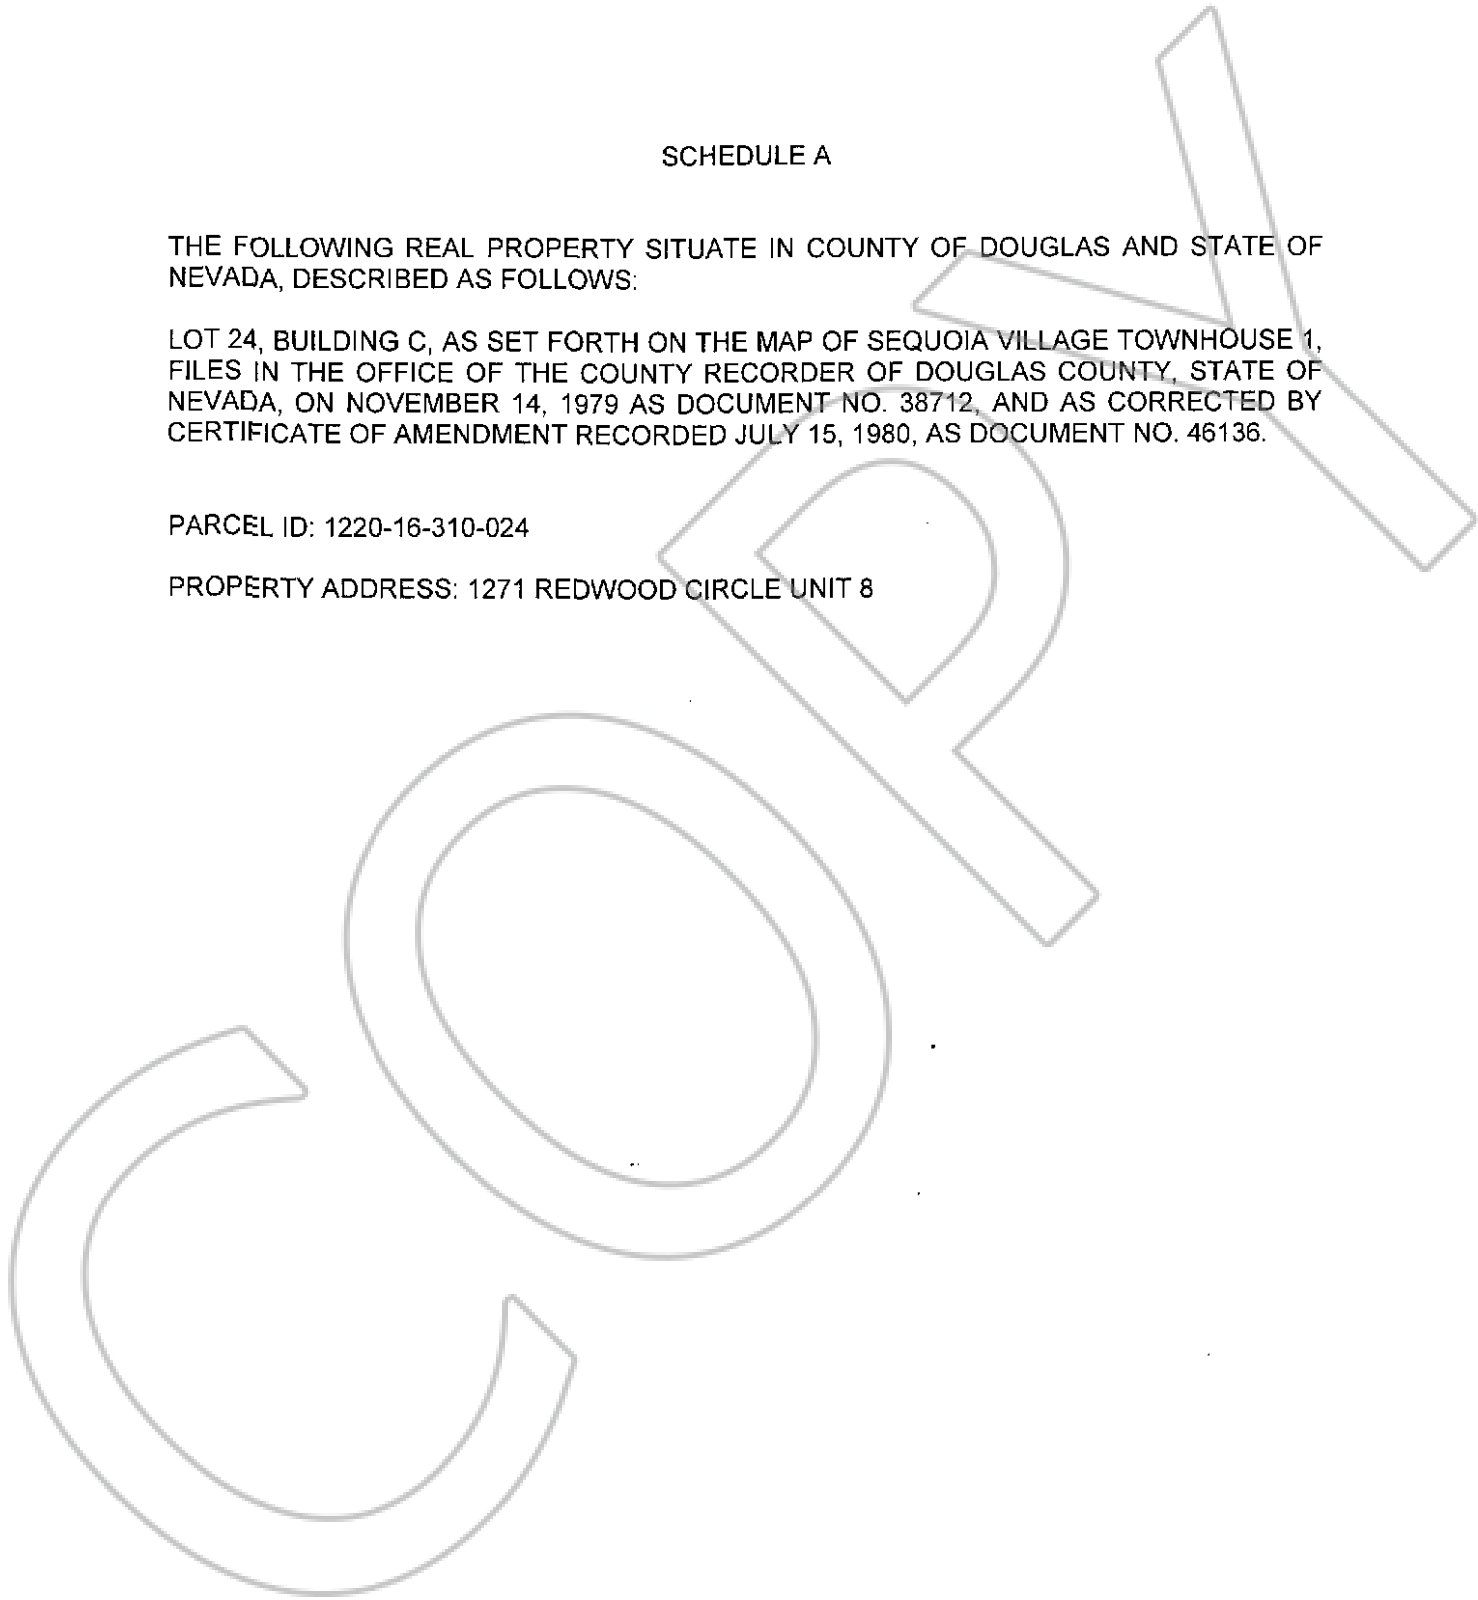 SCHEDULE A
THE FOLLOWING REAL PROPERTY SITUATE IN COUNTY OF DOUGLAS AND STATE OF
NEVADA, DESCRIBED AS FOLLOWS:
LOT 24, BUILDING C, AS SET FORTH ON THE MAP OF SEQUOIA VILLAGE TOWNHOUSE 1,
FILES IN THE OFFICE OF THE COUNTY RECORDER OF DOUGLAS COUNTY, STATE OF
NEVADA, ON NOVEMBER 14, 1979 AS DOCUMENT NO. 38712, AND AS CORRECTED BY
CERTIFICATE OF AMENDMENT RECORDED JULY 15, 1980, AS DOCUMENT NO. 46136.
PARCEL ID: 1220-16-310-024
PROPERTY ADDRESS: 1271 REDWOOD CIRCLE UNIT 8
COPY